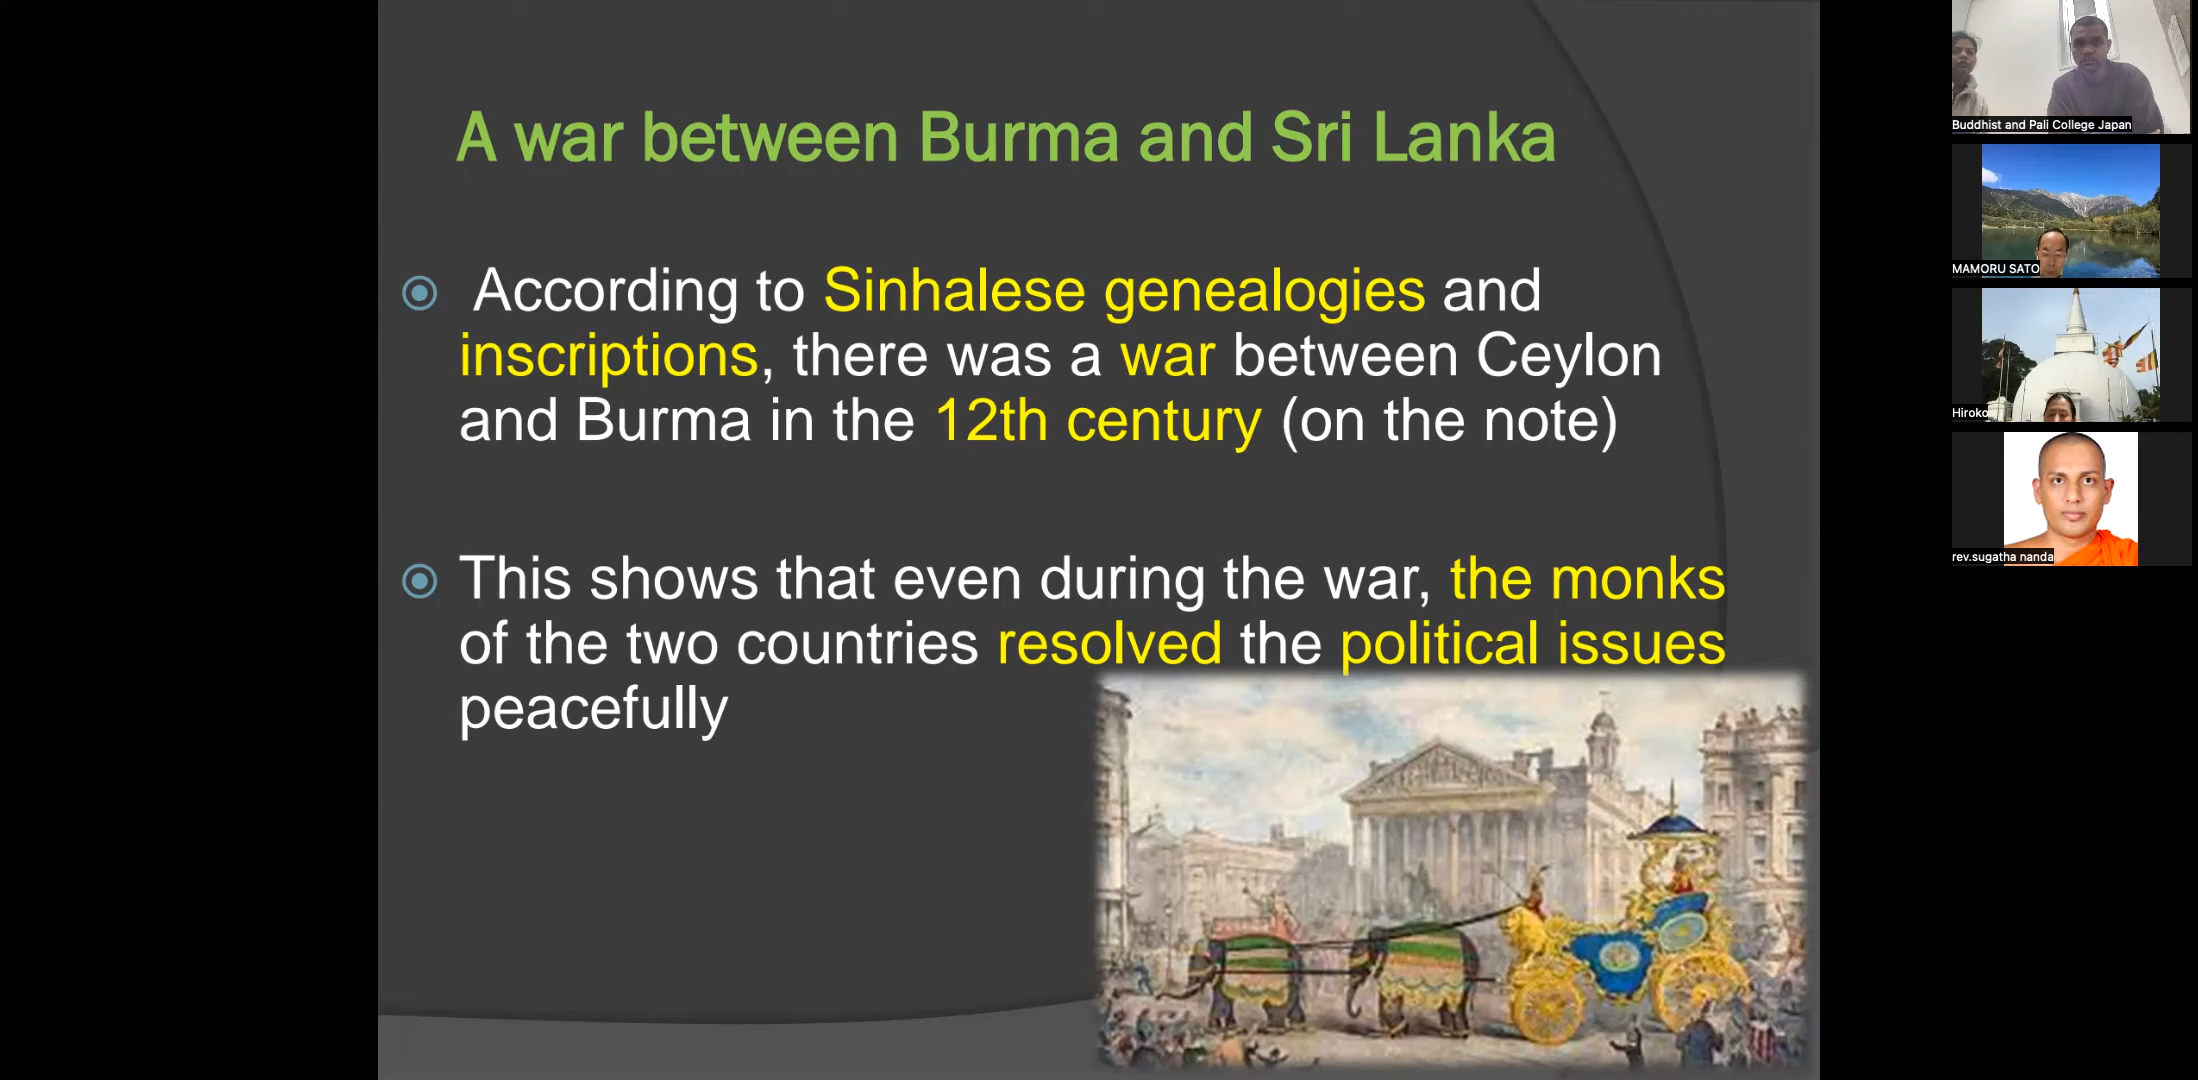 A war between Burma and Sri Lanka
According to Sinhalese genealogies and
inscriptions, there was a war between Ceylon
and Burma in the 12th century (on the note)
This shows that even during the war, the monks
of the two countries resolved the political issues
peacefully
Buddhist and Pali College Japan
MAMORU SATO
Hiroko
rev.sugatha nanda